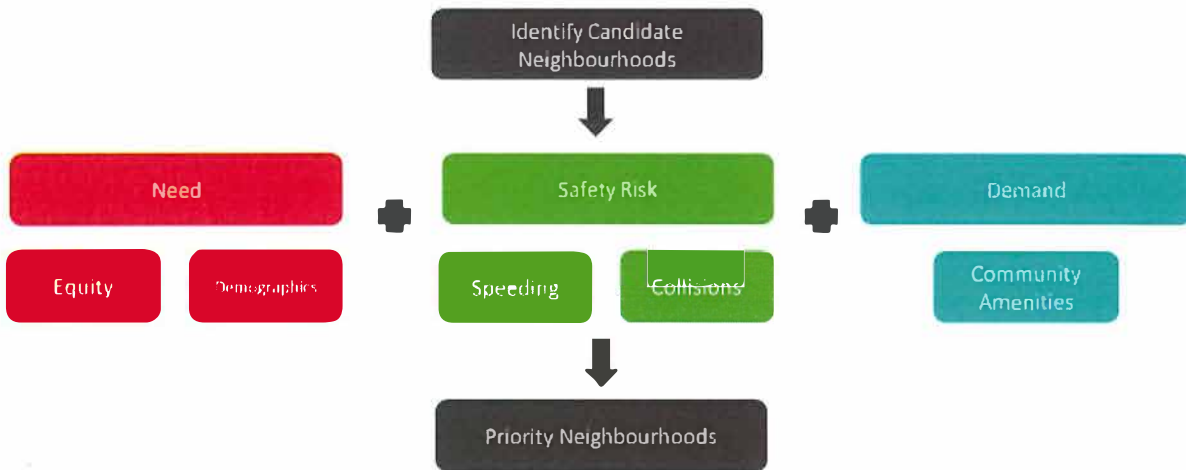 Identify Candidate
Neighbourhoods
Need
Safety Risk
Demand
Equity
Demographics
Speeding
Collisions
Community
Amenities
Priority Neighbourhoods